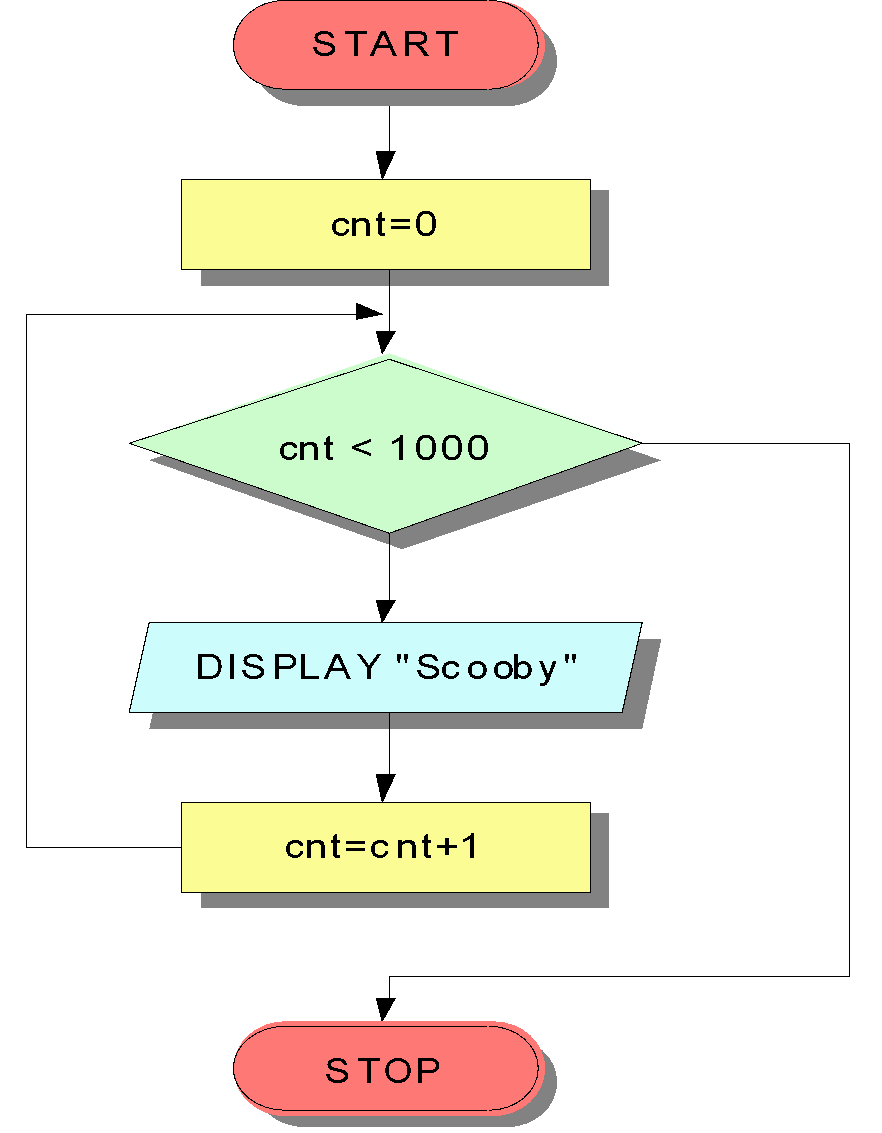 START
cnt=0
cnt < 1000
DISPLAY "Scooby"
cnt=cnt+1
STOP